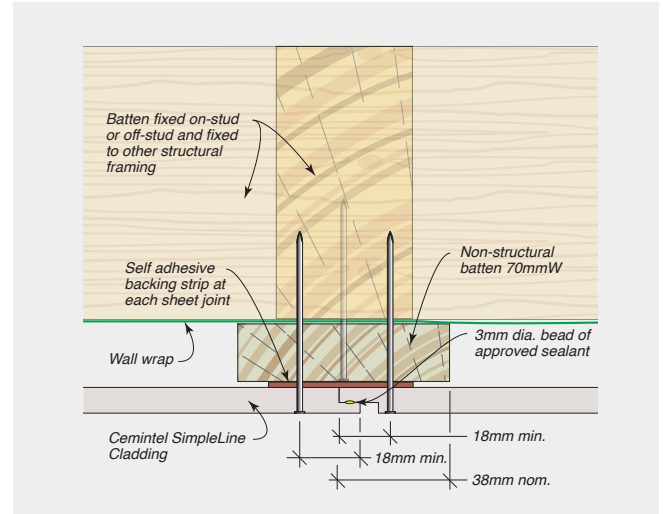 Batten fixed on-stud
or off-stud and fixed
to other structural
framing
Self adhesive
backing strip at
each sheet joint
Non-structural
batten 70mmW
Wall wrap
3mm dia. bead of
approved sealant
Cemintel SimpleLine
Cladding
18mm min.
18mm min.
38mm nom.